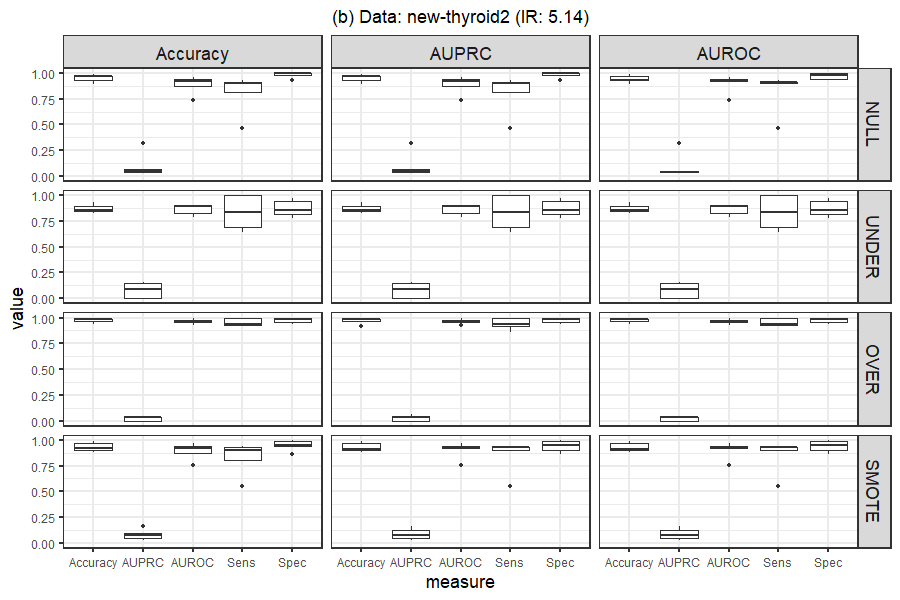 (b) Data: new-thyroid2 (IR: 5.14)
Accuracy AUPRC AUROC
1.00
0.75
0.50
0.25
0.00
NULL
1.00
0.75
0.50
0.25
0.00
UNDER
value
1.00
0.75
0.50
0.25
0.00
OVER
1.00
0.75
0.50
0.25
0.00
SMOTE
Accuracy AUPRC AUROC Sens Spec Accuracy AUPRC AUROC Sens Spec Accuracy AUPRC AUROC Sens Spec
measure